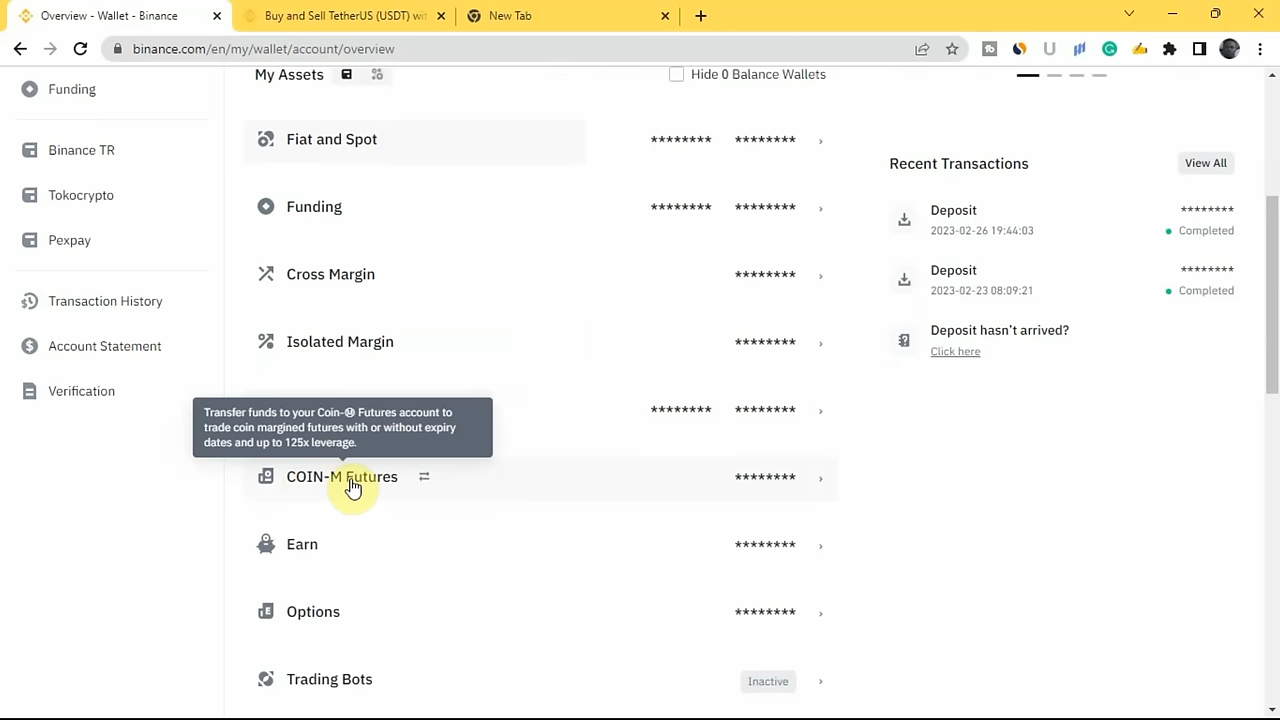 Overview - Wallet - Binance
Buy and Sell TetherUS (USDT) wit
New Tab
binance.com/en/my/wallet/account/overview
Funding
Binance TR
Tokocrypto
Pexpay
Transaction History
Account Statement
Verification
My Assets
Hide 0 Balance Wallets
Fiat and Spot ******** ********
Funding ******** ********
Cross Margin ********
Isolated Margin ********
******** ********
Transfer funds to your Coin-Ⓜ Futures account to
trade coin margined futures with or without expiry
dates and up to 125x leverage.
COIN-M Futures ********
Earn ********
Options ********
Trading Bots Inactive
Recent Transactions View All
Deposit ********
2023-02-26 19:44:03 Completed
Deposit ********
2023-02-23 08:09:21 Completed
Deposit hasn't arrived?
Click here